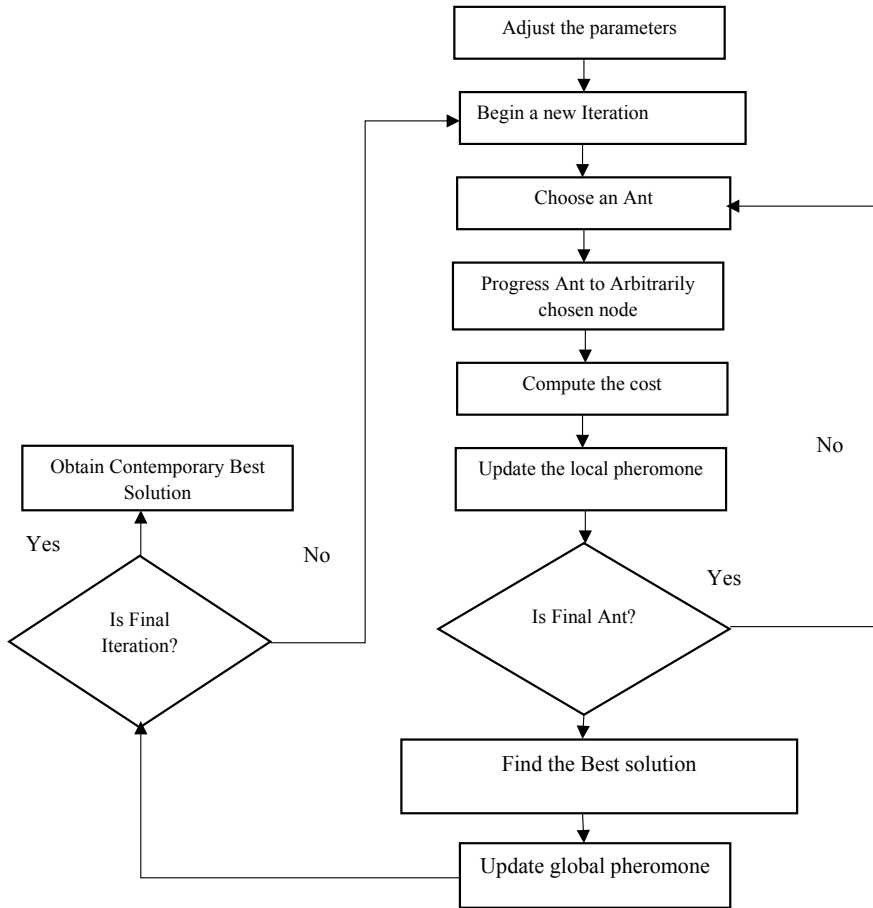 Adjust the parameters
Begin a new Iteration
Choose an Ant
Progress Ant to Arbitrarily
chosen node
Compute the cost
No
Obtain Contemporary Best
Solution
Update the local pheromone
Yes
No
Yes
Is Final
Iteration?
Is Final Ant?
Find the Best solution
Update global pheromone